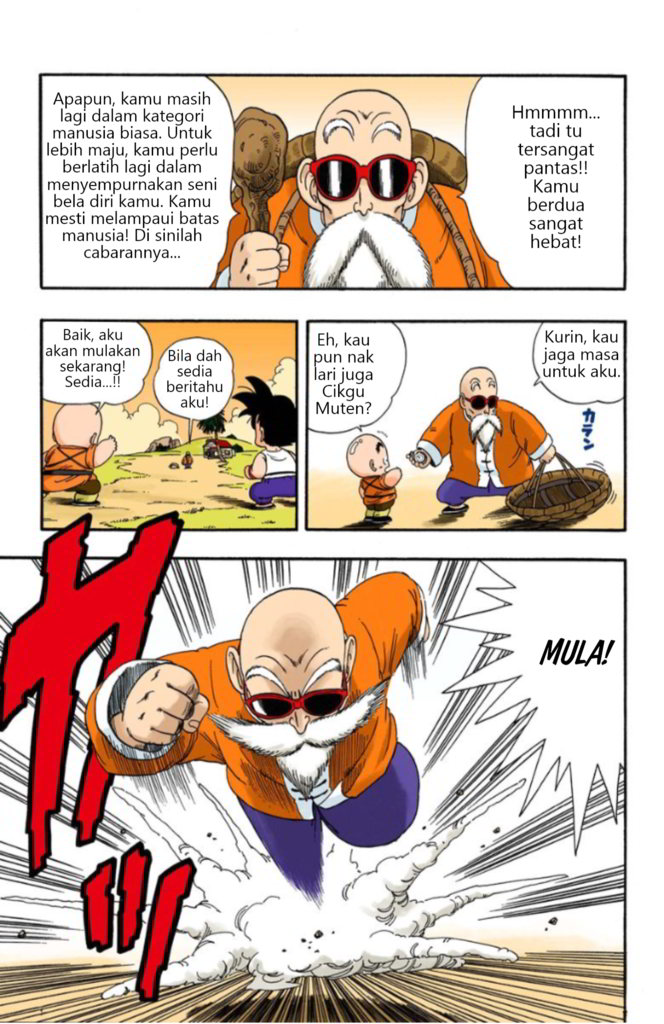 Hmmmm...
tadi tu
tersangat
pantas!!
Kamu
berdua
sangat
hebat!
Apapun, kamu masih
lagi dalam kategori
manusia biasa. Untuk
lebih maju, kamu perlu
berlatih lagi dalam
menyempurnakan seni
bela diri kamu. Kamu
mesti melampaui batas
manusia! Di sinilah
cabarannya...
Kurin, kau
jaga masa
untuk aku.
カラン
Eh, kau
pun nak
lari juga
Cikgu
Muten?
Bila dah
sedia
beritahu
aku!
Baik, aku
akan mulakan
sekarang!
Sedia...!!
MULA!